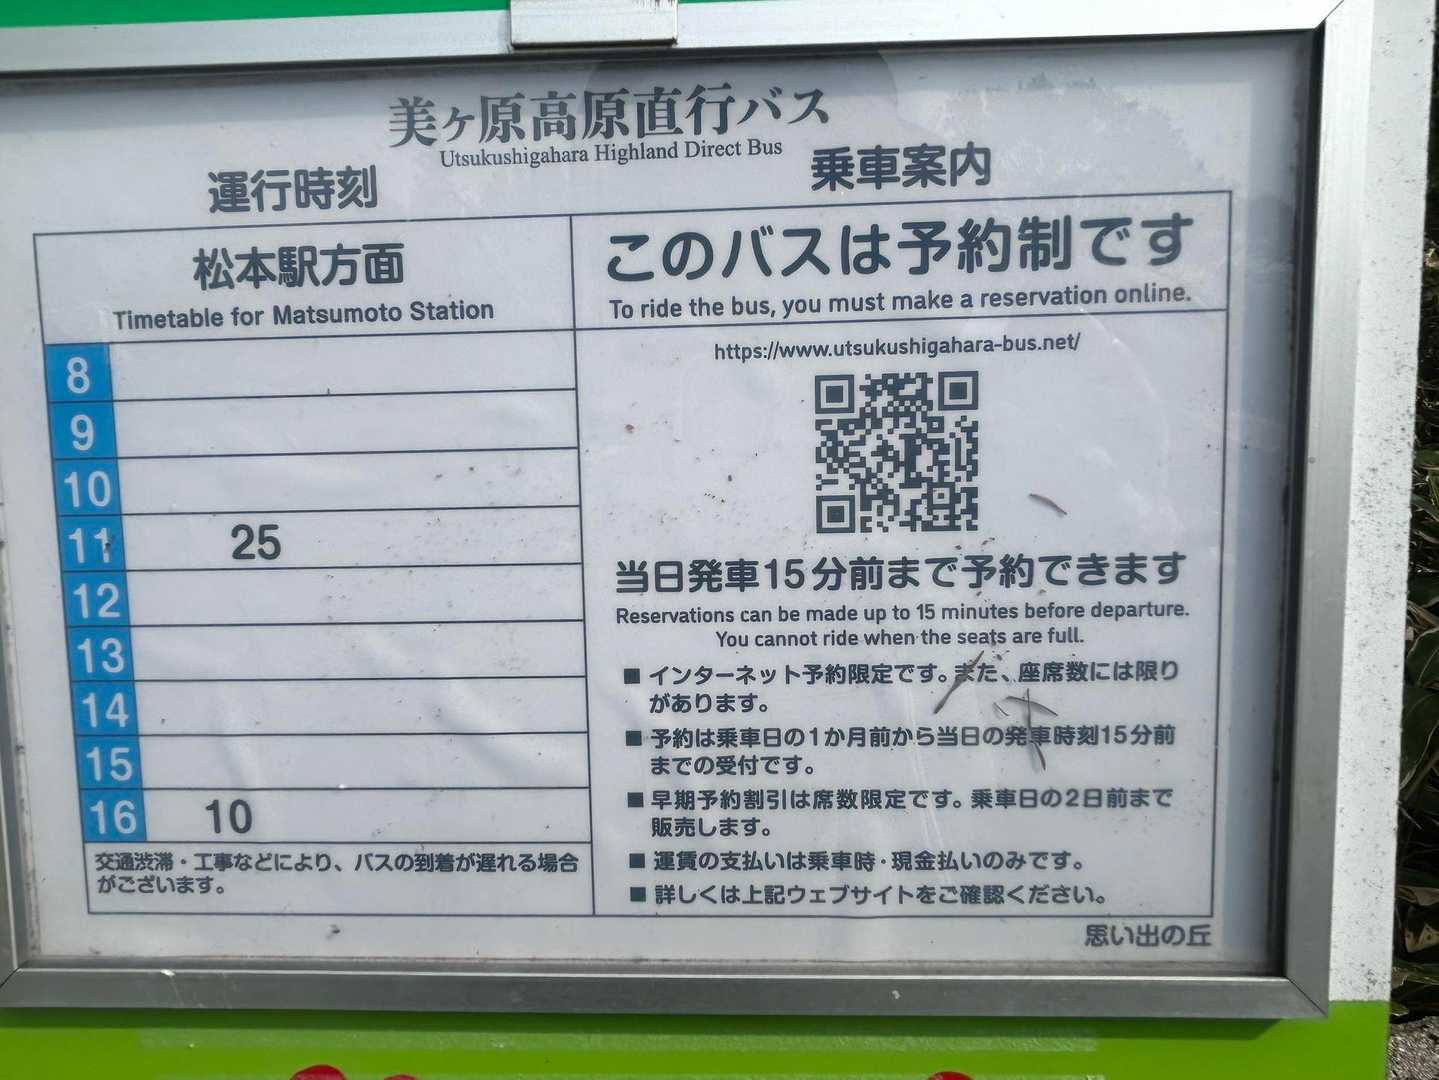 美ヶ原高原直行バス
Utsukushigahara Highland Direct Bus
運行時刻
松本駅方面
Timetable for Matsumoto Station
8
9
10
11 25
12
13
14
15
16 10
交通渋滞・工事などにより、バスの到着が遅れる場合
がございます。
乗車案内
このバスは予約制です
To ride the bus, you must make a reservation online.
https://www.utsukushigahara-bus.net/
当日発車15分前まで予約できます
Reservations can be made up to 15 minutes before departure.
You cannot ride when the seats are full.
■ インターネット予約限定です。また、座席数には限り
があります。
■ 予約は乗車日の1か月前から当日の発車時刻15分前
までの受付です。
■ 早期予約割引は席数限定です。乗車日の2日前まで
販売します。
■ 運賃の支払いは乗車時・現金払いのみです。
■ 詳しくは上記ウェブサイトをご確認ください。
思い出の丘